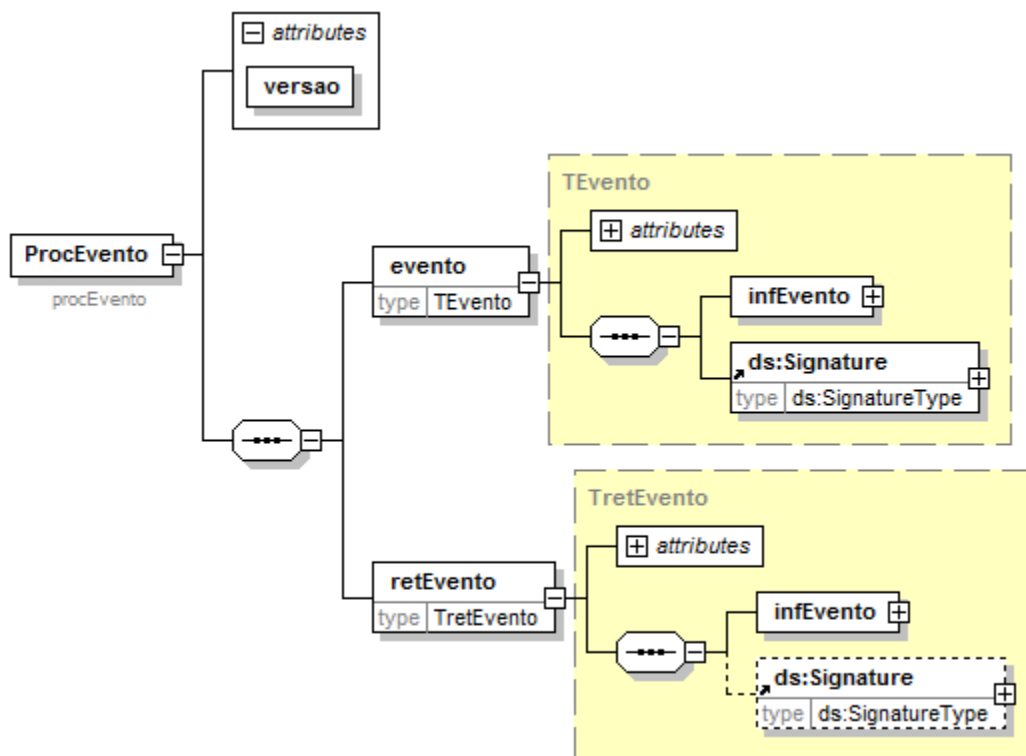 attributes
versao
ProcEvento
procEvento
TEvento
attributes
evento
type TEvento
infEvento
ds:Signature
type ds:SignatureType
TretEvento
attributes
retEvento
type TretEvento
infEvento
ds:Signature
type ds:SignatureType